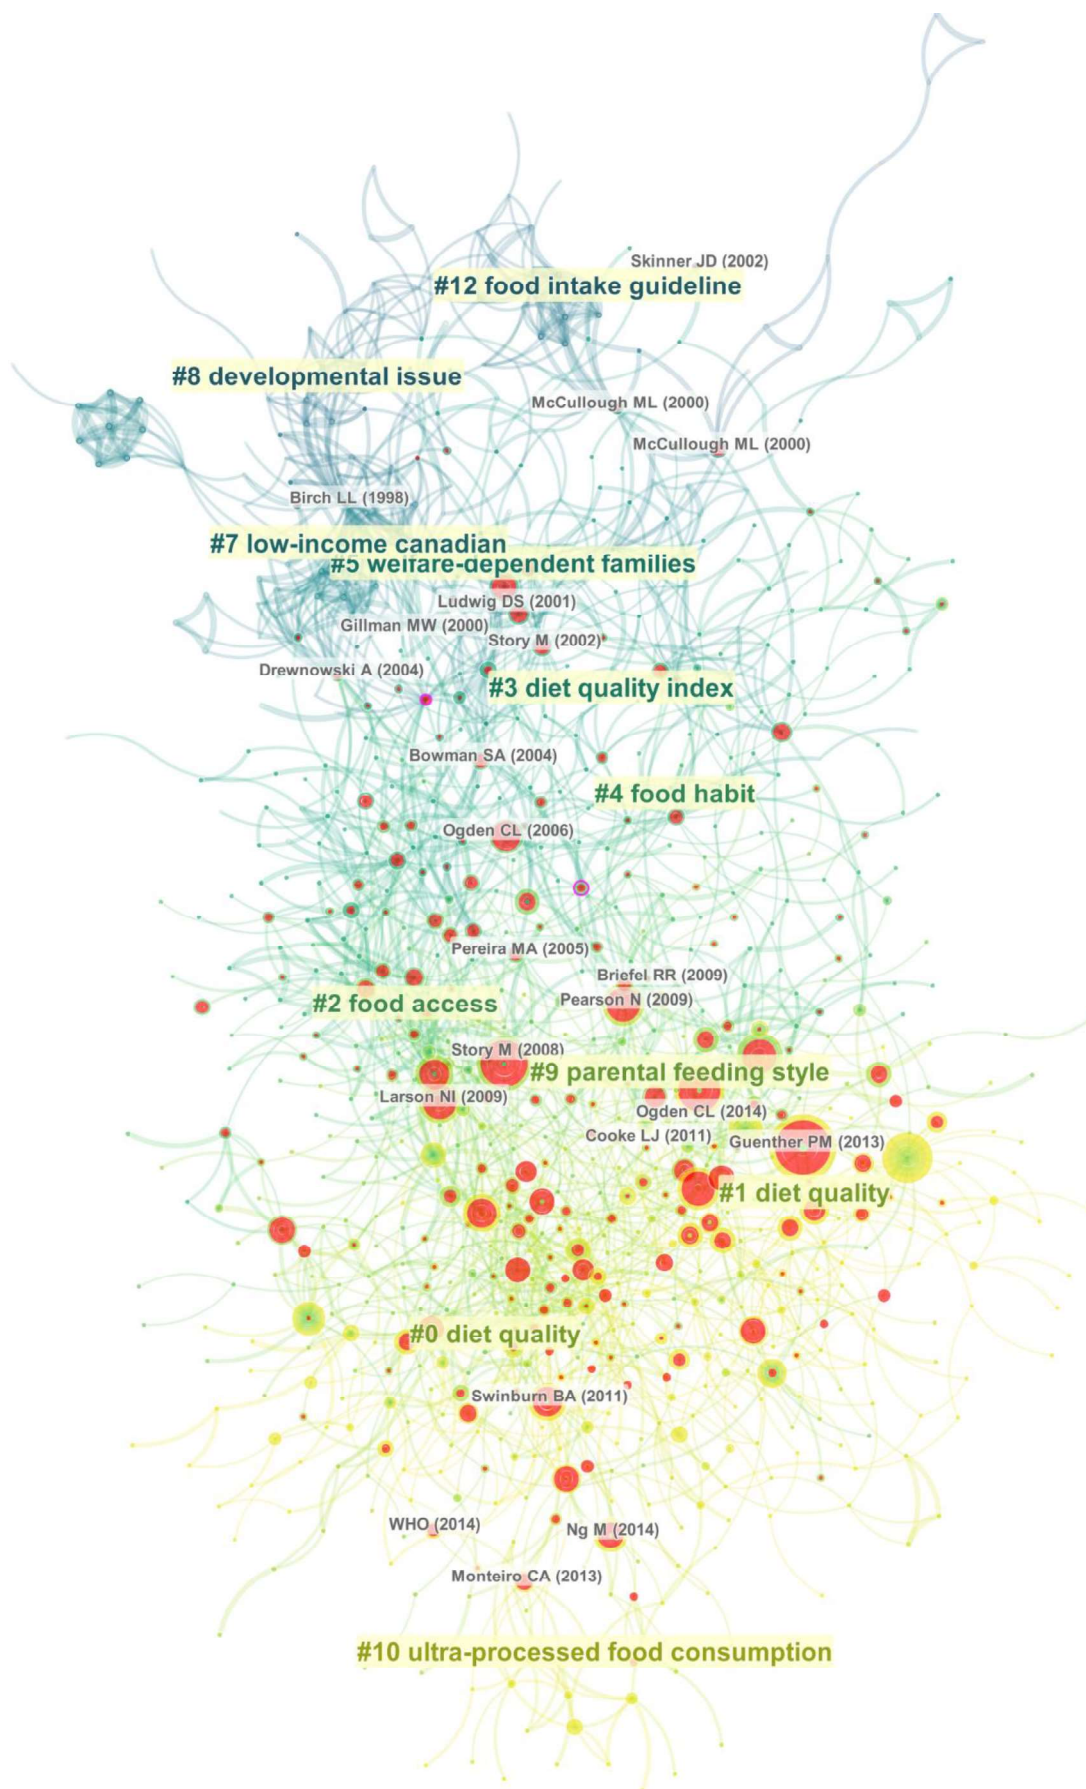 Skinner JD (2002)
#12 food intake guideline
#8 developmental issue
McCullough ML (2000)
McCullough ML (2000)
Birch LL (1998)
#7 low-income canadian
#5 welfare-dependent families
Ludwig DS (2001)
Gillman MW (2000)
Story M (2002)
Drewnowski A (2004)
#3 diet quality index
Bowman SA (2004)
#4 food habit
Ogden CL (2006)
Pereira MA (2005)
Briefel RR (2009)
Pearson N (2009)
#2 food access
Story M (2008)
#9 parental feeding style
Larson NI (2009)
Ogden CL (2014)
Cooke LJ (2011)
Guenther PM (2013)
#1 diet quality
#0 diet quality
Swinburn BA (2011)
WHO (2014)
Ng M (2014)
Monteiro CA (2013)
#10 ultra-processed food consumption